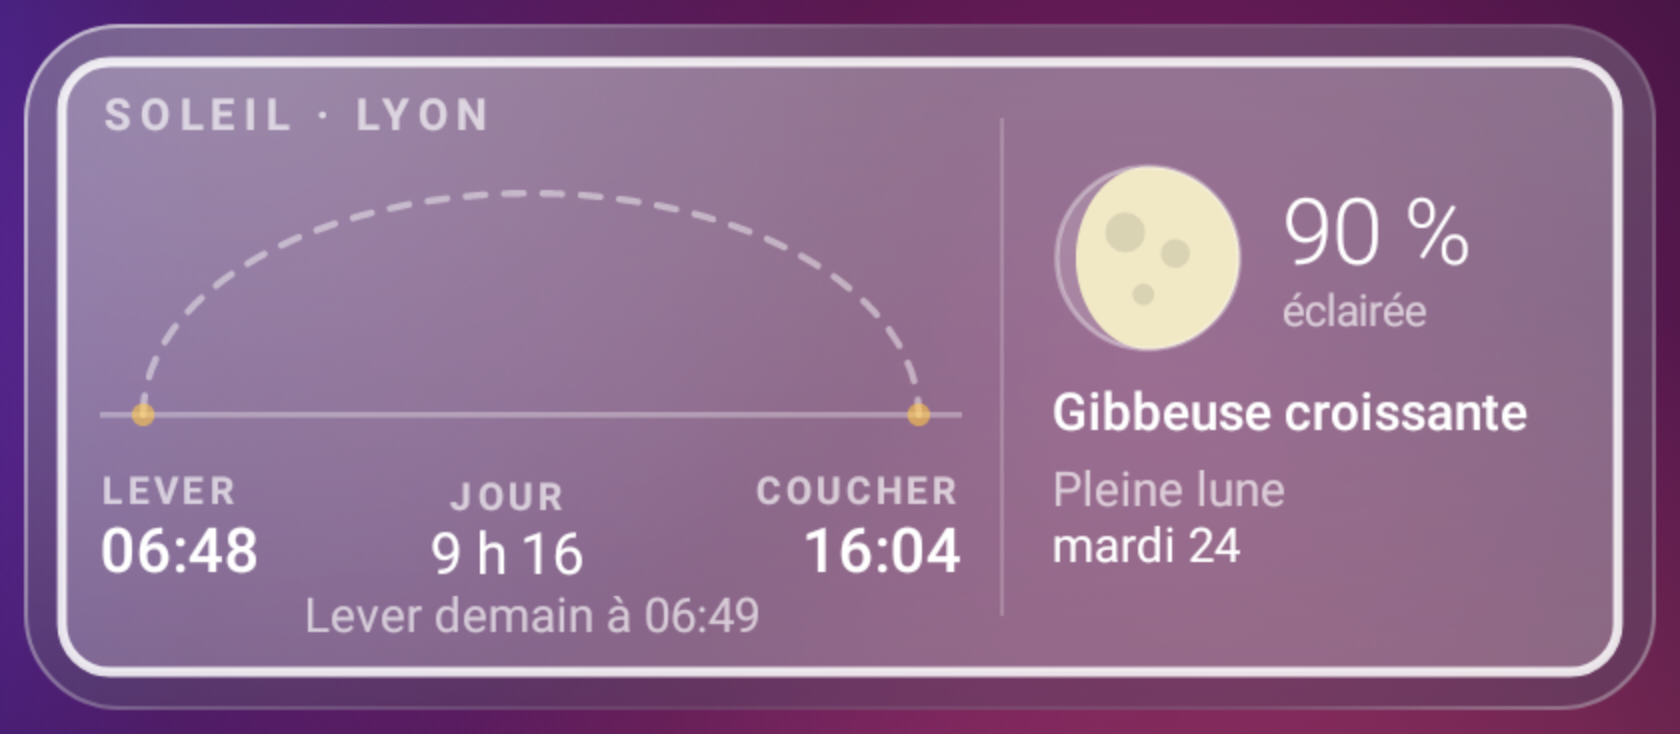 SOLEIL · LYON
LEVER
06:48
JOUR
9 h 16
COUCHER
16:04
Lever demain à 06:49
90 %
éclairée
Gibbeuse croissante
Pleine lune
mardi 24